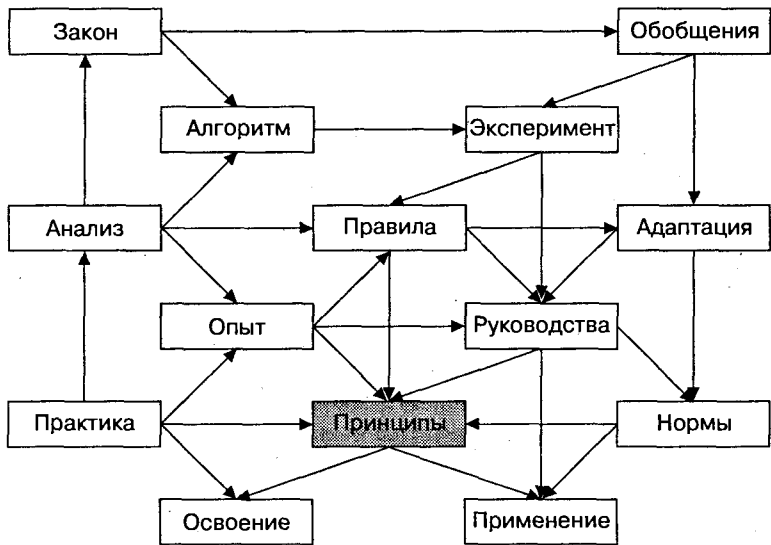 Закон
Обобщения
Алгоритм
Эксперимент
Анализ
Правила
Адаптация
Опыт
Руководства
Практика
Принципы
Нормы
Освоение
Применение